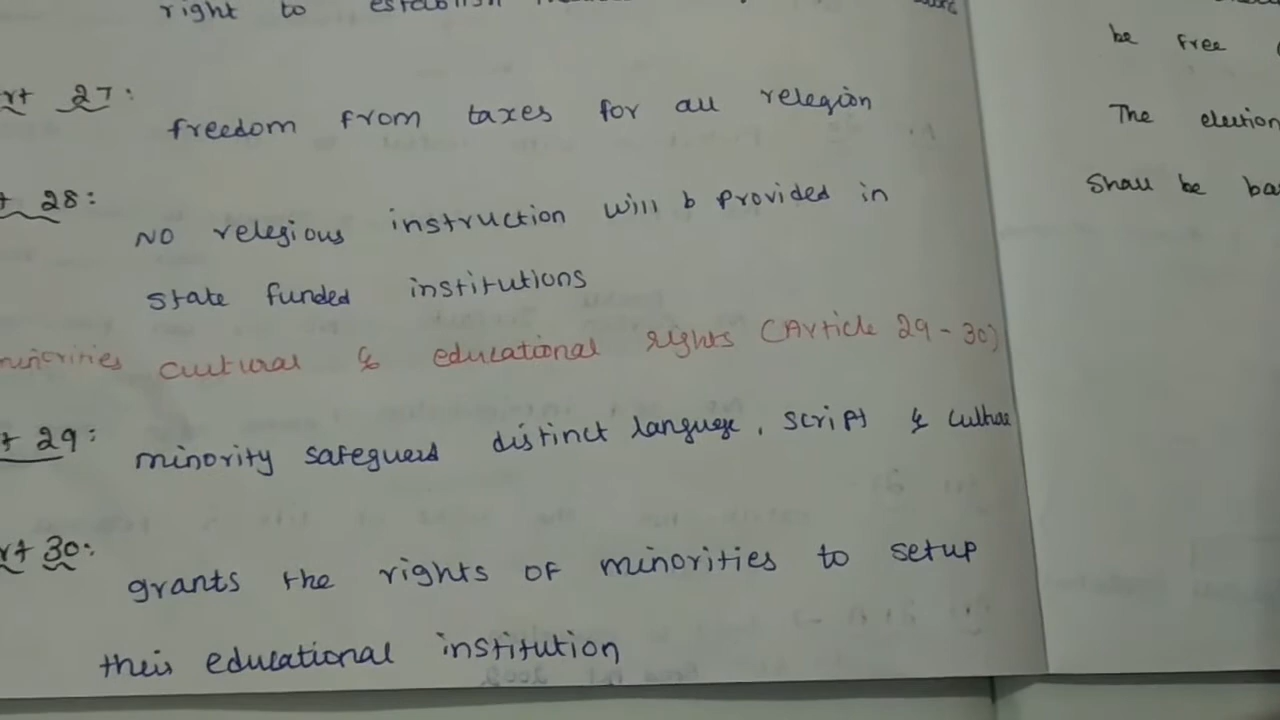 right to
rt 27:
freedom from taxes for all relegion
28:
NO relegious instruction will b provided in
state funded institutions
minorities cultural & educational rights (Article 29-30)
29:
minority safeguard distinct language, script & culture
rt 30:
grants the rights of minorities to setup
their educational institution
be free
The election
shall be